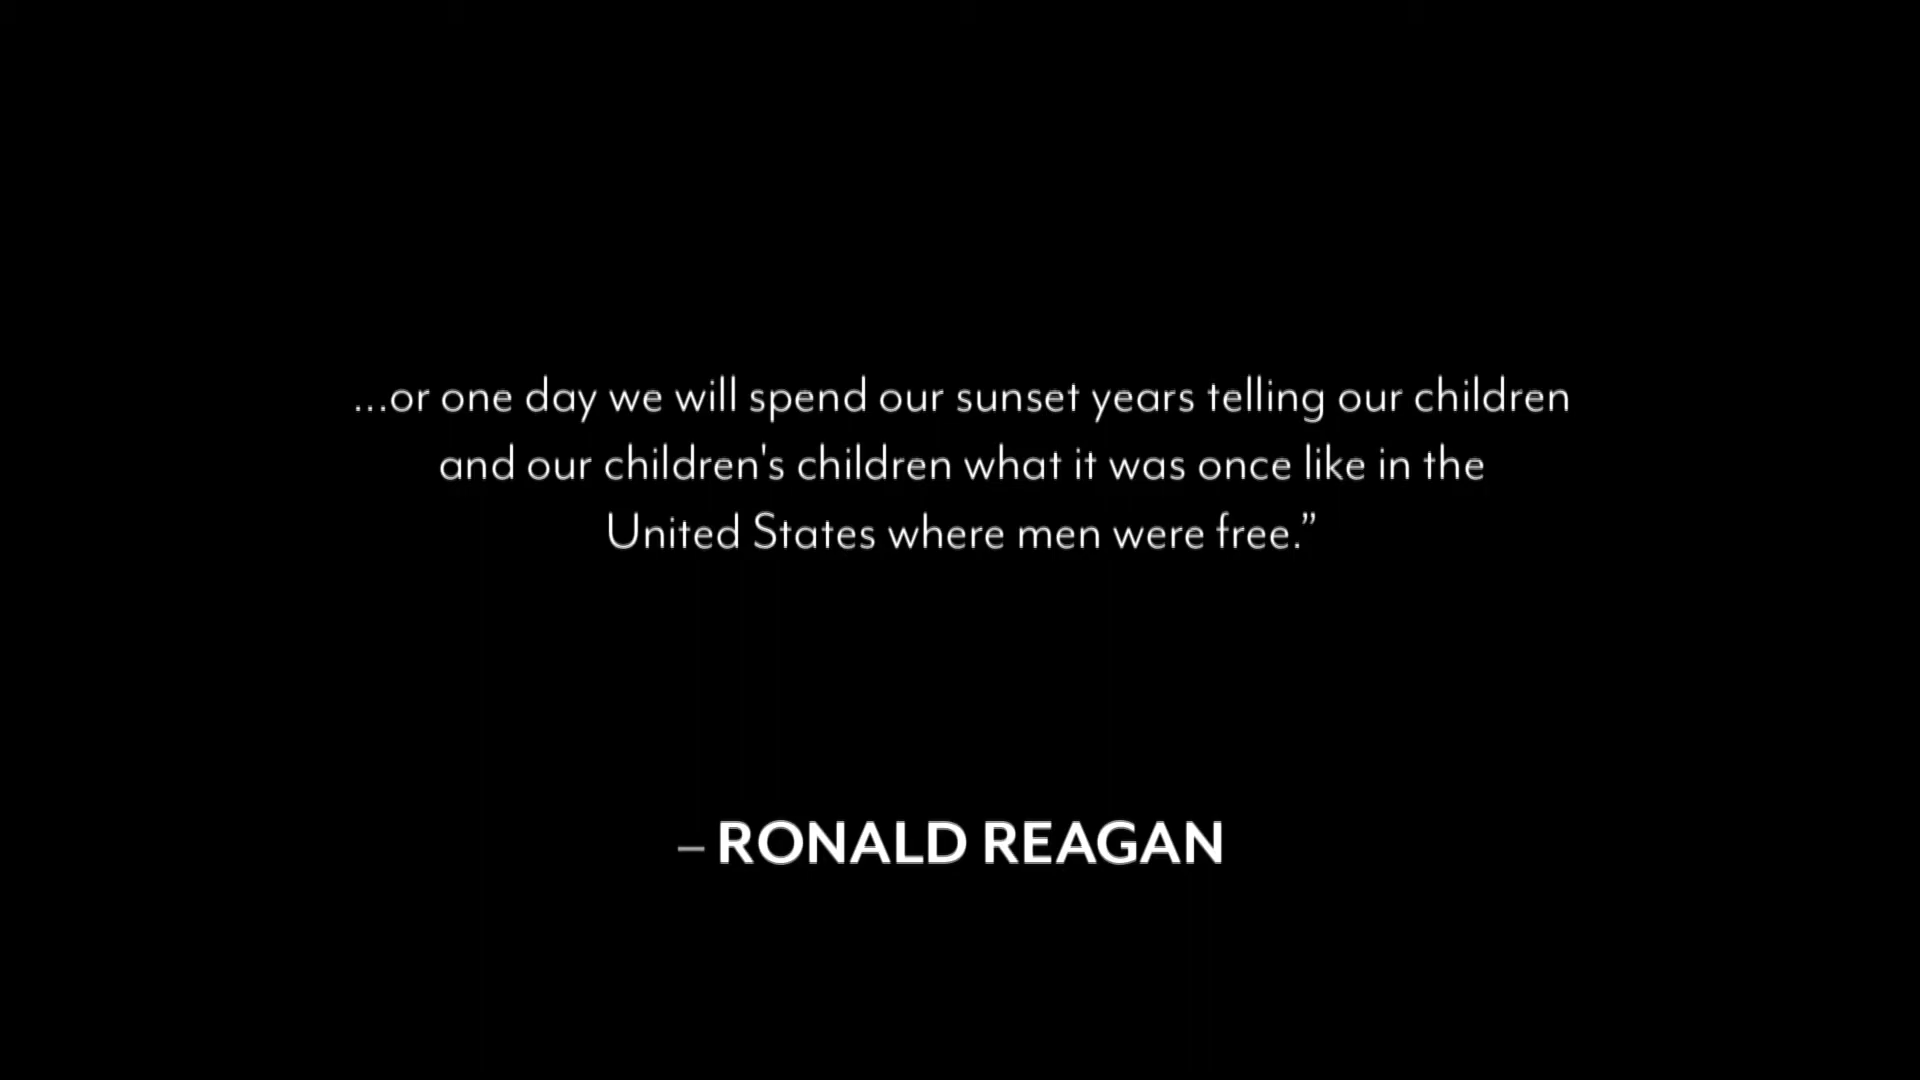 ...or one day we will spend our sunset years telling our children
and our children's children what it was once like in the
United States where men were free.”
– RONALD REAGAN